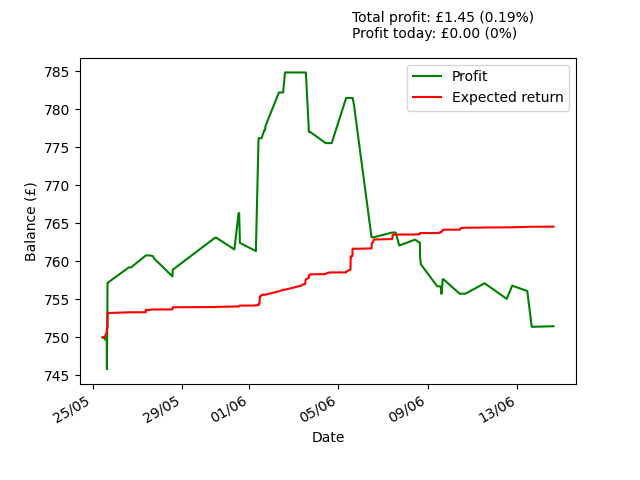 Total profit: £1.45 (0.19%)
Profit today: £0.00 (0%)
Profit
Expected return
Balance (£)
785
780
775
770
765
760
755
750
745
25/05
29/05
01/06
05/06
09/06
13/06
Date